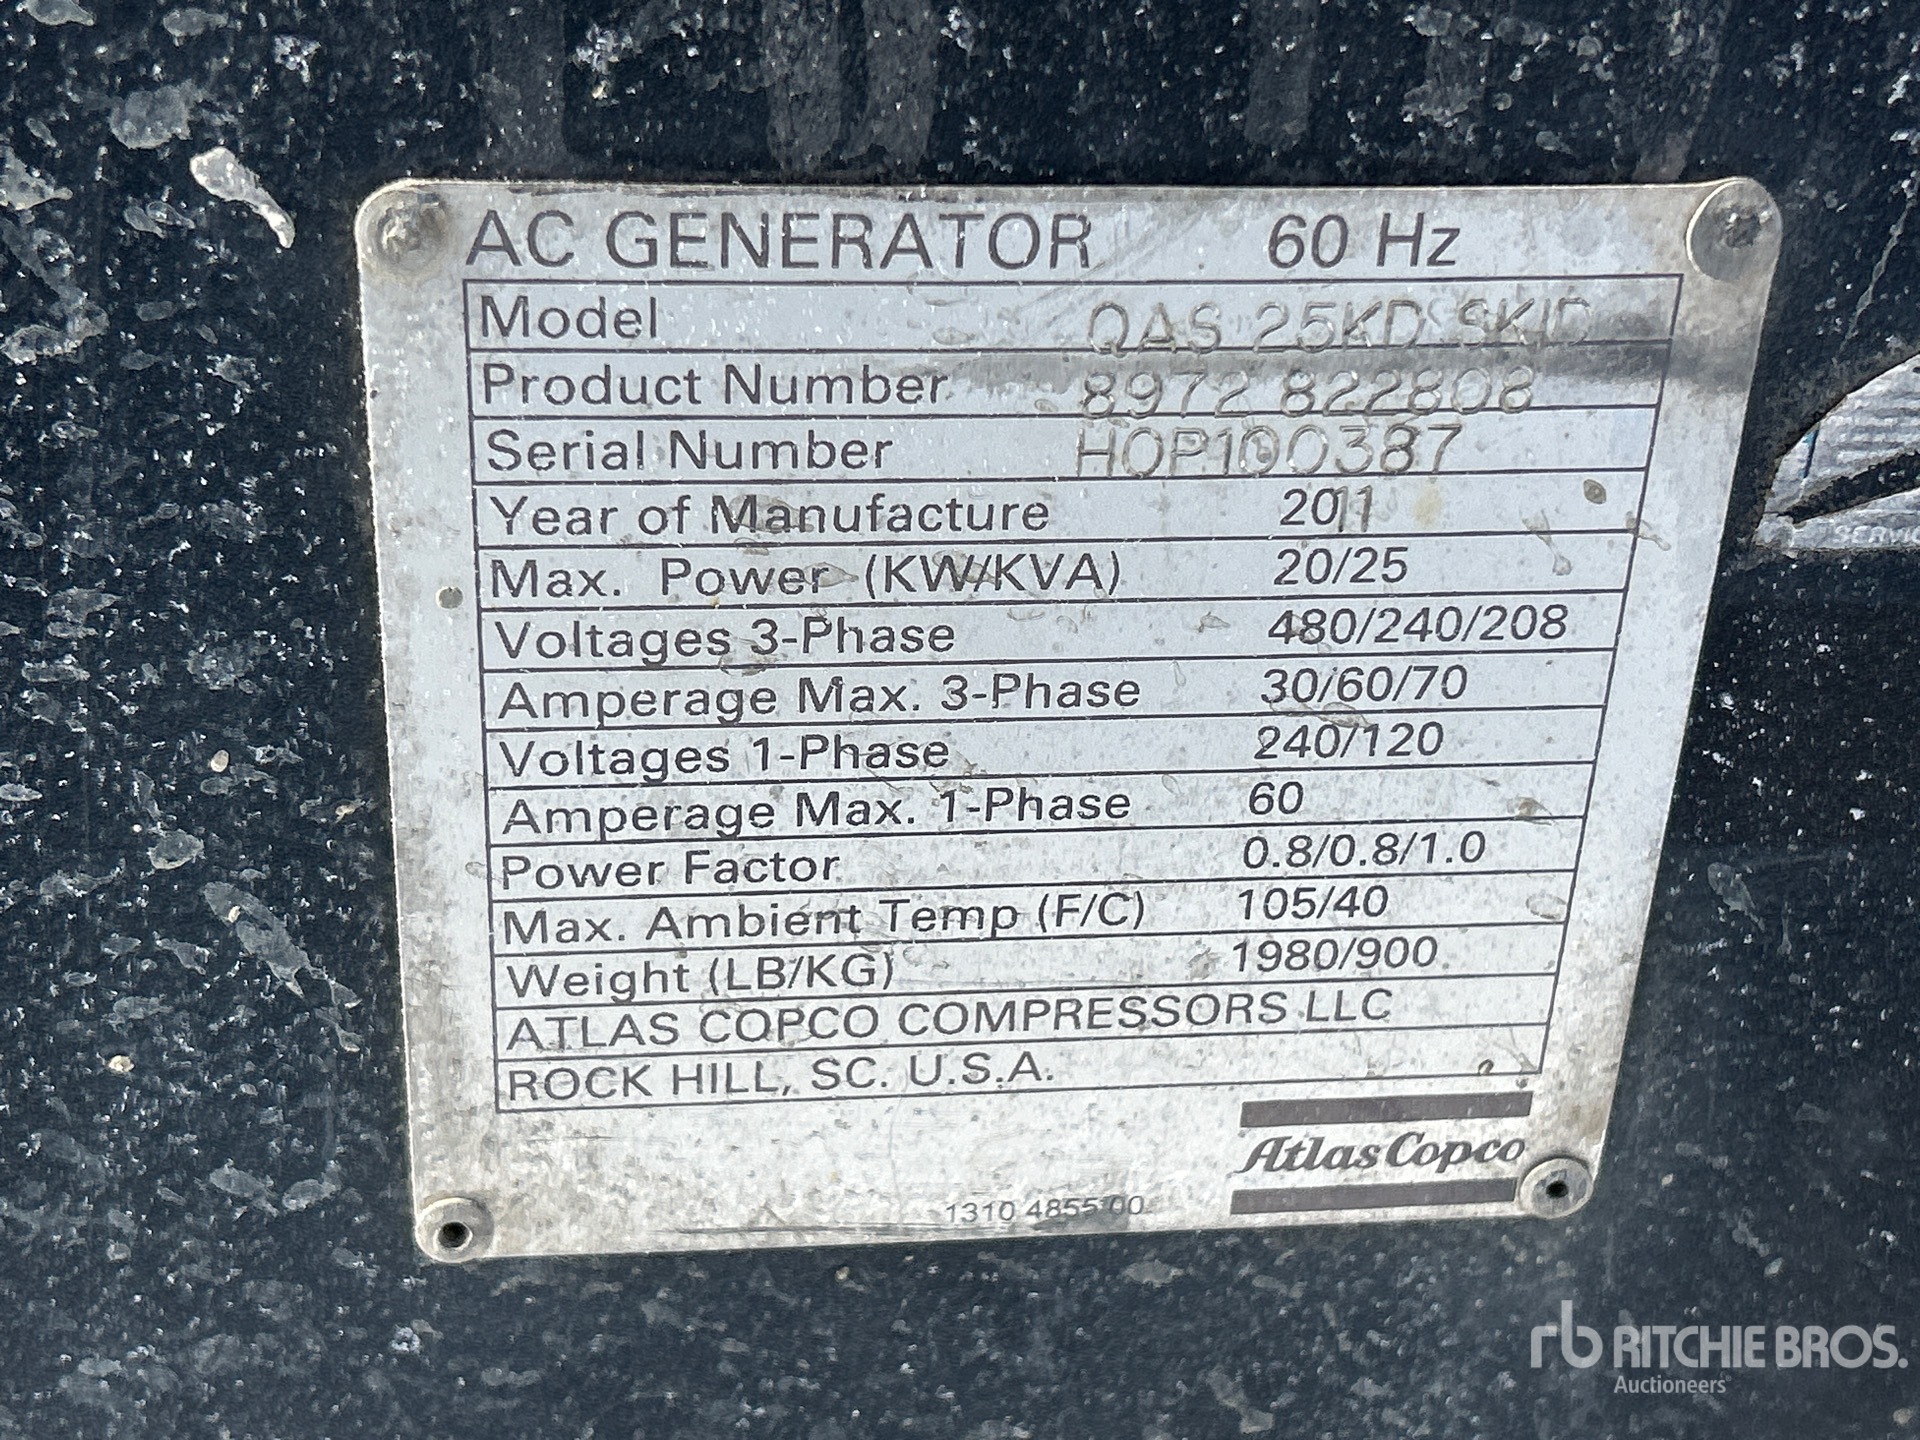 AC GENERATOR 60 Hz
Model QAS 25KD SKID
Product Number 8972 822808
Serial Number HOP100387
Year of Manufacture 2011
Max. Power (KW/KVA) 20/25
Voltages 3-Phase 480/240/208
Amperage Max. 3-Phase 30/60/70
Voltages 1-Phase 240/120
Amperage Max. 1-Phase 60
Power Factor 0.8/0.8/1.0
Max. Ambient Temp (F/C) 105/40
Weight (LB/KG) 1980/900
ATLAS COPCO COMPRESSORS LLC
ROCK HILL, SC. U.S.A.
Atlas Copco
1310 4855 00
rb RITCHIE BROS.
Auctioneers